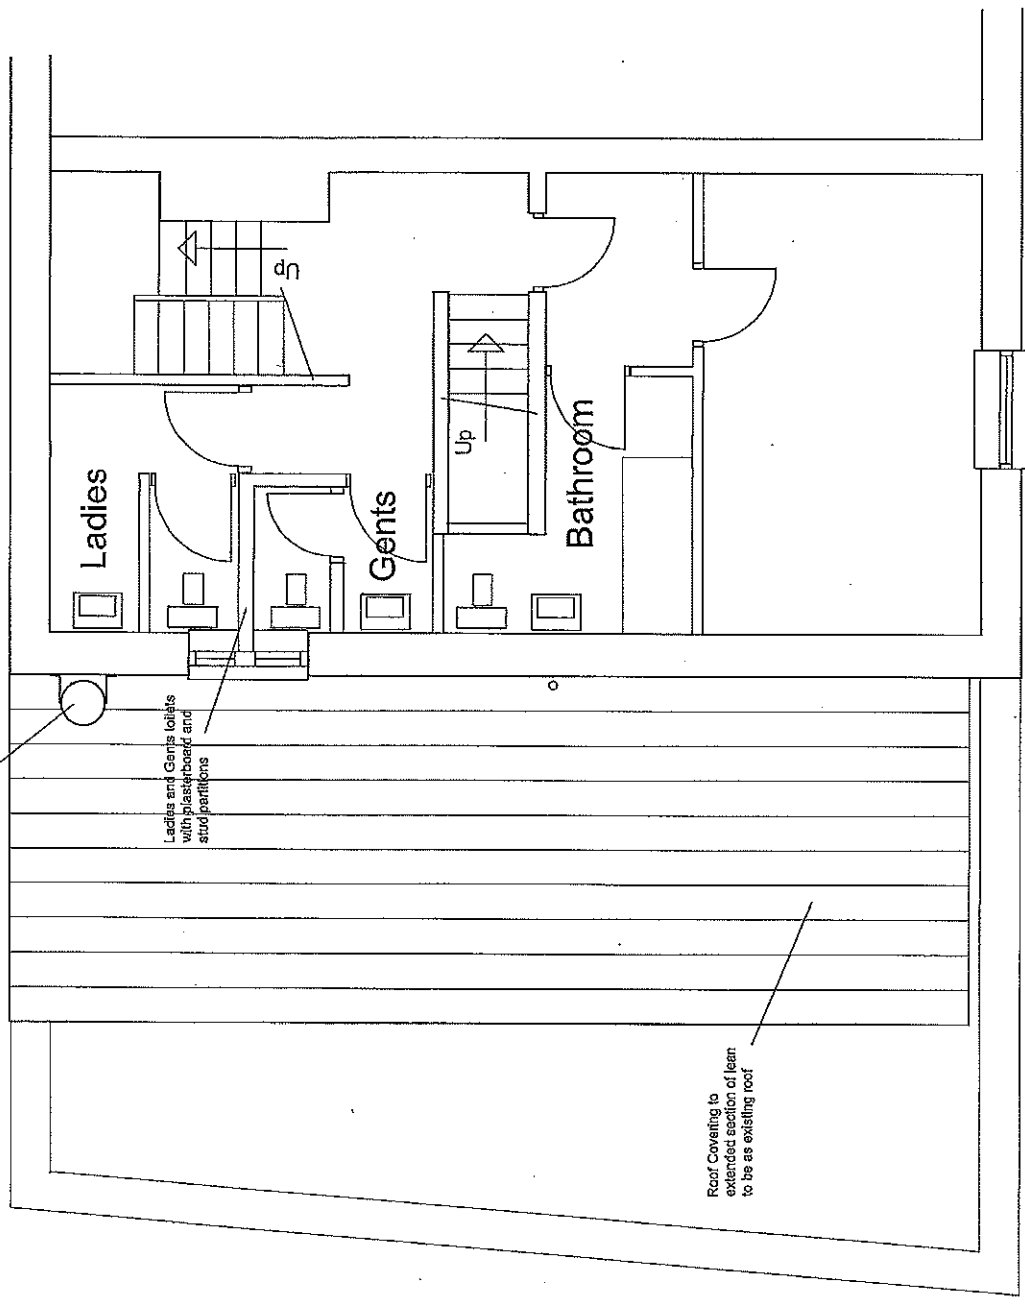 Ladies
Up
Up
Gents
Bathroom
Ladies and Gents toilets
with plasterboard and
stud partitions
Roof Covering to
extended section of lean
to be as existing roof